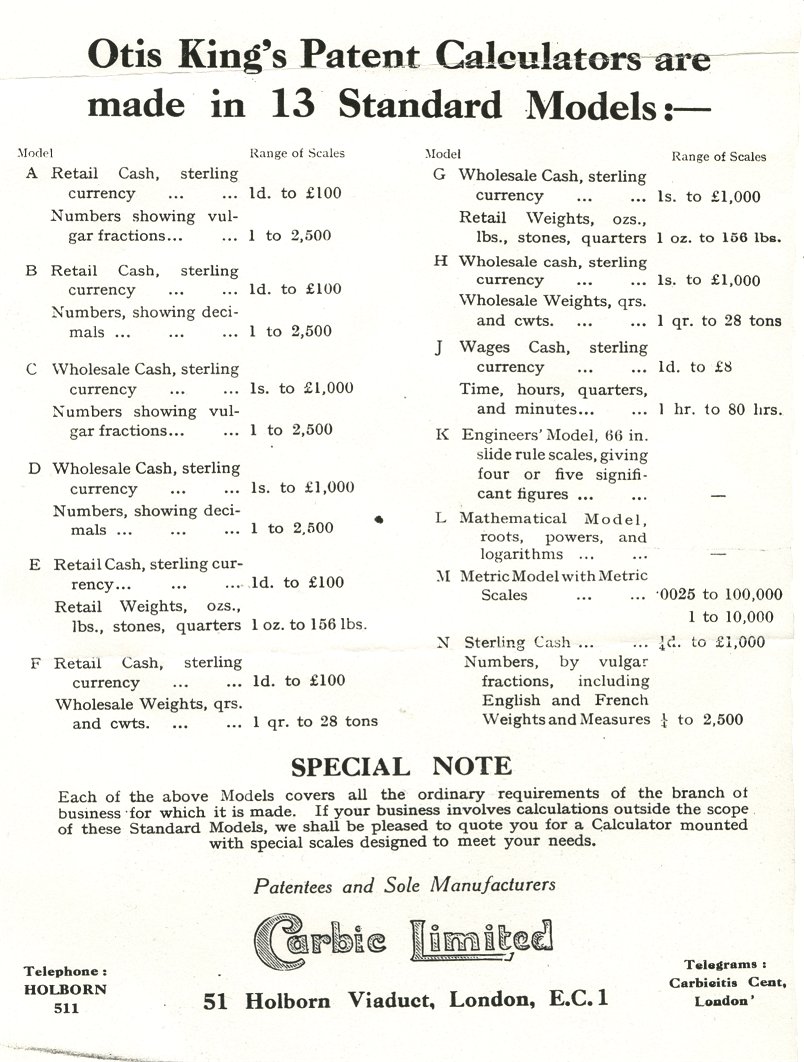 Otis King's Patent Calculators are
made in 13 Standard Models:—
Model Range of Scales
A Retail Cash, sterling
currency ... ... 1d. to £100
Numbers showing vul-
gar fractions... ... 1 to 2,500
B Retail Cash, sterling
currency ... ... 1d. to £100
Numbers, showing deci-
mals ... ... ... 1 to 2,500
C Wholesale Cash, sterling
currency ... ... 1s. to £1,000
Numbers showing vul-
gar fractions... ... 1 to 2,500
D Wholesale Cash, sterling
currency ... ... 1s. to £1,000
Numbers, showing deci-
mals ... ... ... 1 to 2,500
E Retail Cash, sterling cur-
rency... ... ... 1d. to £100
Retail Weights, ozs.,
lbs., stones, quarters 1 oz. to 156 lbs.
F Retail Cash, sterling
currency ... ... 1d. to £100
Wholesale Weights, qrs.
and cwts. ... ... 1 qr. to 28 tons
Model Range of Scales
G Wholesale Cash, sterling
currency ... ... 1s. to £1,000
Retail Weights, ozs.,
lbs., stones, quarters 1 oz. to 156 lbs.
H Wholesale cash, sterling
currency ... ... 1s. to £1,000
Wholesale Weights, qrs.
and cwts. ... ... 1 qr. to 28 tons
J Wages Cash, sterling
currency ... ... 1d. to £8
Time, hours, quarters,
and minutes... ... 1 hr. to 80 hrs.
K Engineers' Model, 66 in.
slide rule scales, giving
four or five signifi-
cant figures ... ... —
L Mathematical Model,
roots, powers, and
logarithms ... ... —
M Metric Model with Metric
Scales ... ... ·0025 to 100,000
1 to 10,000
N Sterling Cash ... ... ¼d. to £1,000
Numbers, by vulgar
fractions, including
English and French
Weights and Measures ¼ to 2,500
SPECIAL NOTE
Each of the above Models covers all the ordinary requirements of the branch of
business for which it is made. If your business involves calculations outside the scope
of these Standard Models, we shall be pleased to quote you for a Calculator mounted
with special scales designed to meet your needs.
Patentees and Sole Manufacturers
Carbic Limited
51 Holborn Viaduct, London, E.C.1
Telephone :
HOLBORN
511
Telegrams :
Carbieitis Cent,
London'